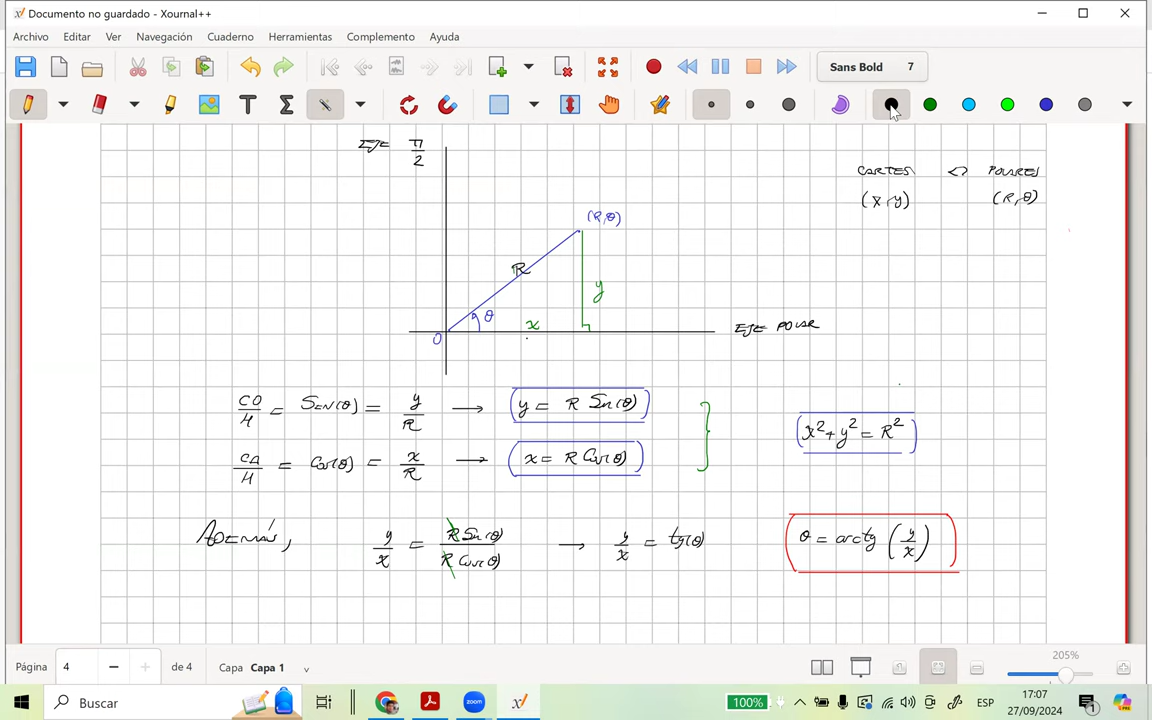 Documento no guardado - Xournal++
Archivo Editar Ver Navegación Cuaderno Herramientas Complemento Ayuda
Sans Bold 7
EJE π/2
CARTES <> POLARES
(x,y) (R,θ)
(R,θ)
R
y
θ
x
O
EJE POLAR
CO/H = SEN(θ) = y/R → y = R Sen(θ)
x² + y² = R²
CA/H = Cos(θ) = x/R → x = R Cos(θ)
ADEMÁS, y/x = R Sen(θ)/R Cos(θ) → y/x = tg(θ) θ = arctg (y/x)
Página 4 de 4 Capa Capa 1
205%
Buscar
100%
ESP
17:07
27/09/2024
1